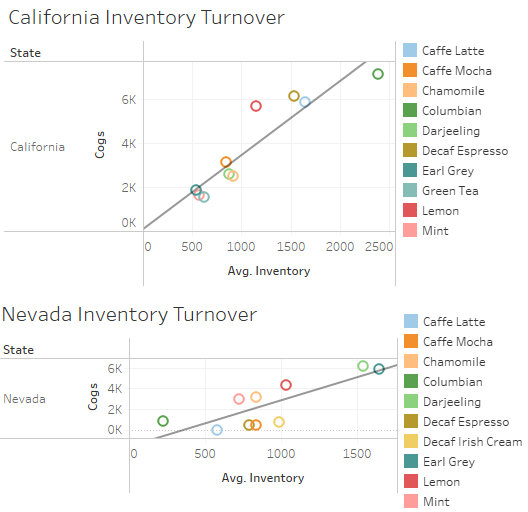 California Inventory Turnover
State
California
Cogs
6K
4K
2K
0K
0 500 1000 1500 2000 2500
Avg. Inventory
Caffe Latte
Caffe Mocha
Chamomile
Columbian
Darjeeling
Decaf Espresso
Earl Grey
Green Tea
Lemon
Mint
Nevada Inventory Turnover
State
Nevada
Cogs
6K
4K
2K
0K
0 500 1000 1500
Avg. Inventory
Caffe Latte
Caffe Mocha
Chamomile
Columbian
Darjeeling
Decaf Espresso
Decaf Irish Cream
Earl Grey
Lemon
Mint